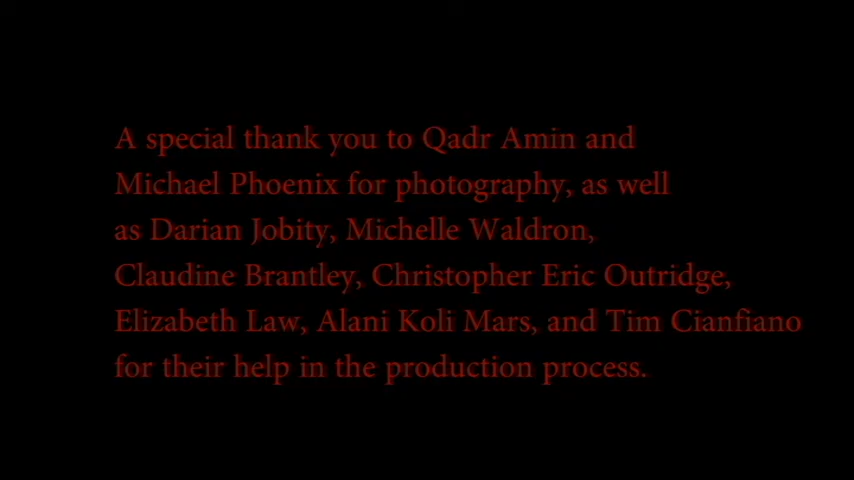 A special thank you to Qadr Amin and
Michael Phoenix for photography, as well
as Darian Jobity, Michelle Waldron,
Claudine Brantley, Christopher Eric Outridge,
Elizabeth Law, Alani Koli Mars, and Tim Cianfiano
for their help in the production process.